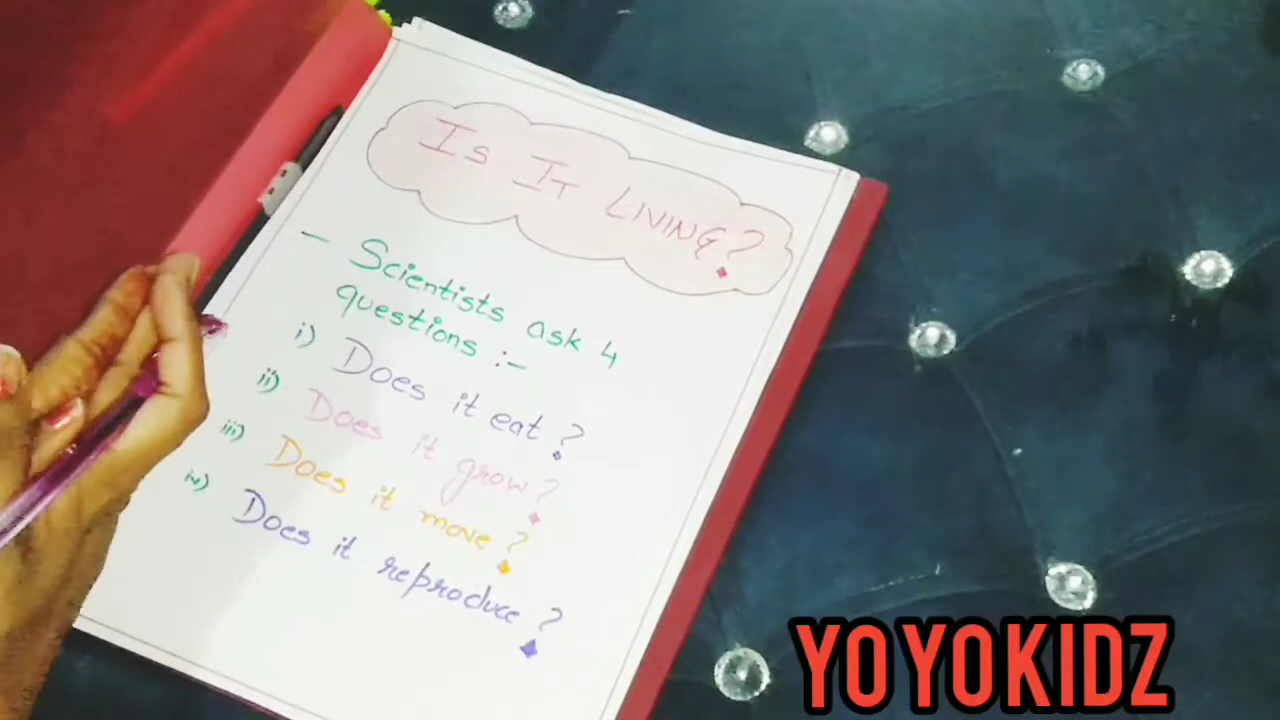 Is It Living?
- Scientists ask 4
questions :-
i) Does it eat?
ii) Does it grow?
iii) Does it move?
iv) Does it reproduce?
YOYOKIDZ